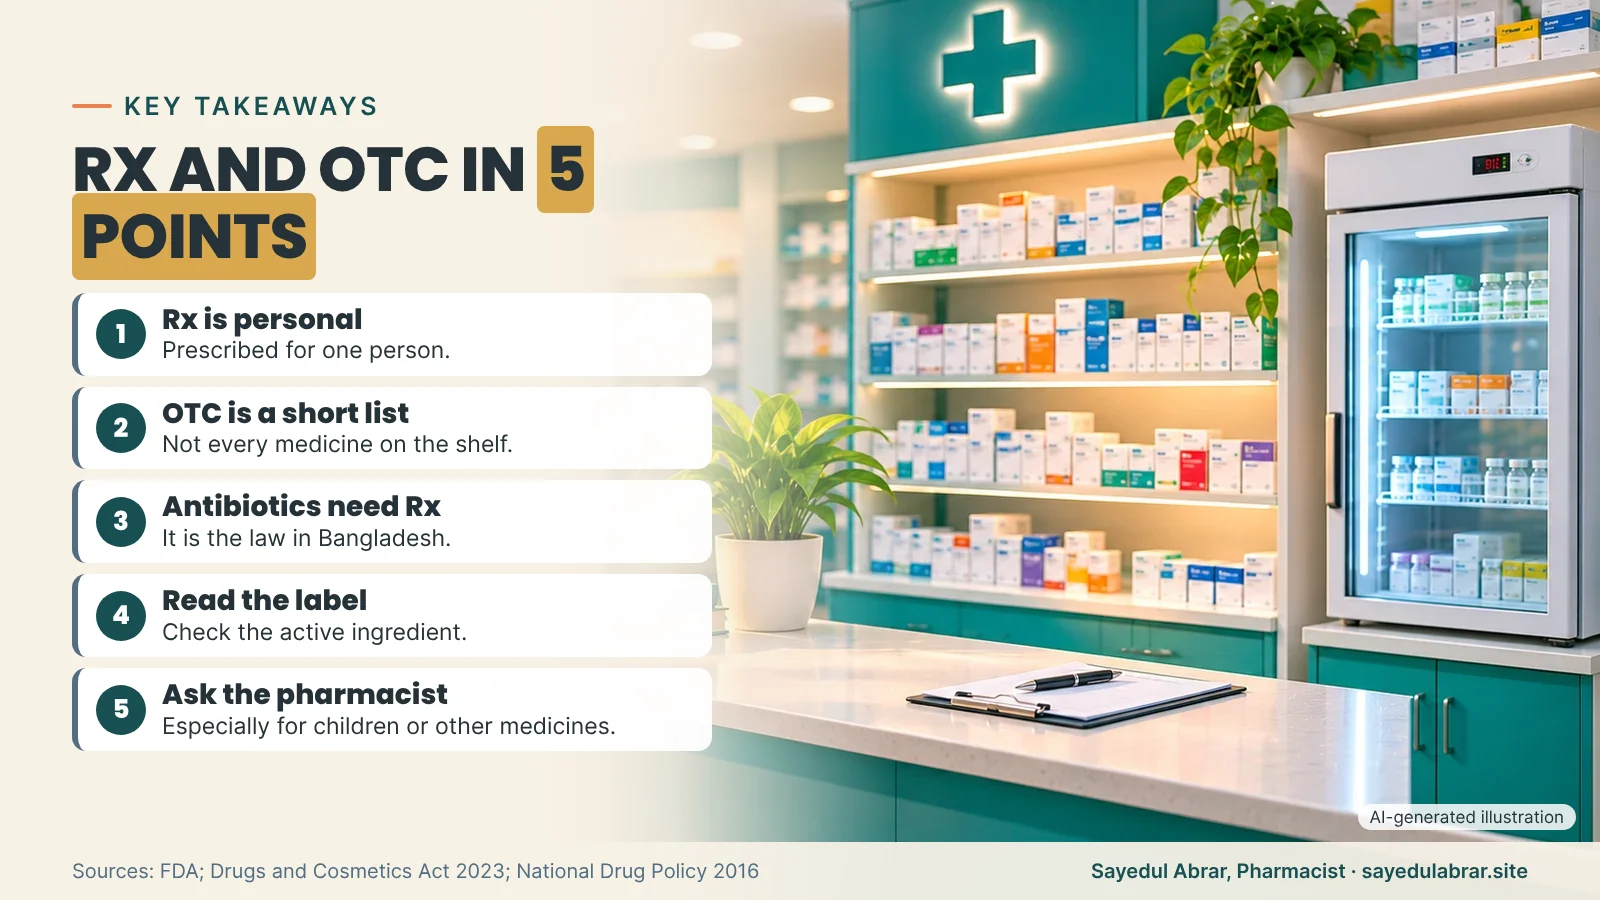 KEY TAKEAWAYS
RX AND OTC IN 5
POINTS
1
Rx is personal
Prescribed for one person.
2
OTC is a short list
Not every medicine on the shelf.
3
Antibiotics need Rx
It is the law in Bangladesh.
4
Read the label
Check the active ingredient.
5
Ask the pharmacist
Especially for children or other medicines.
AI-generated illustration
Sources: FDA; Drugs and Cosmetics Act 2023; National Drug Policy 2016
Sayedul Abrar, Pharmacist · sayedulabrar.site